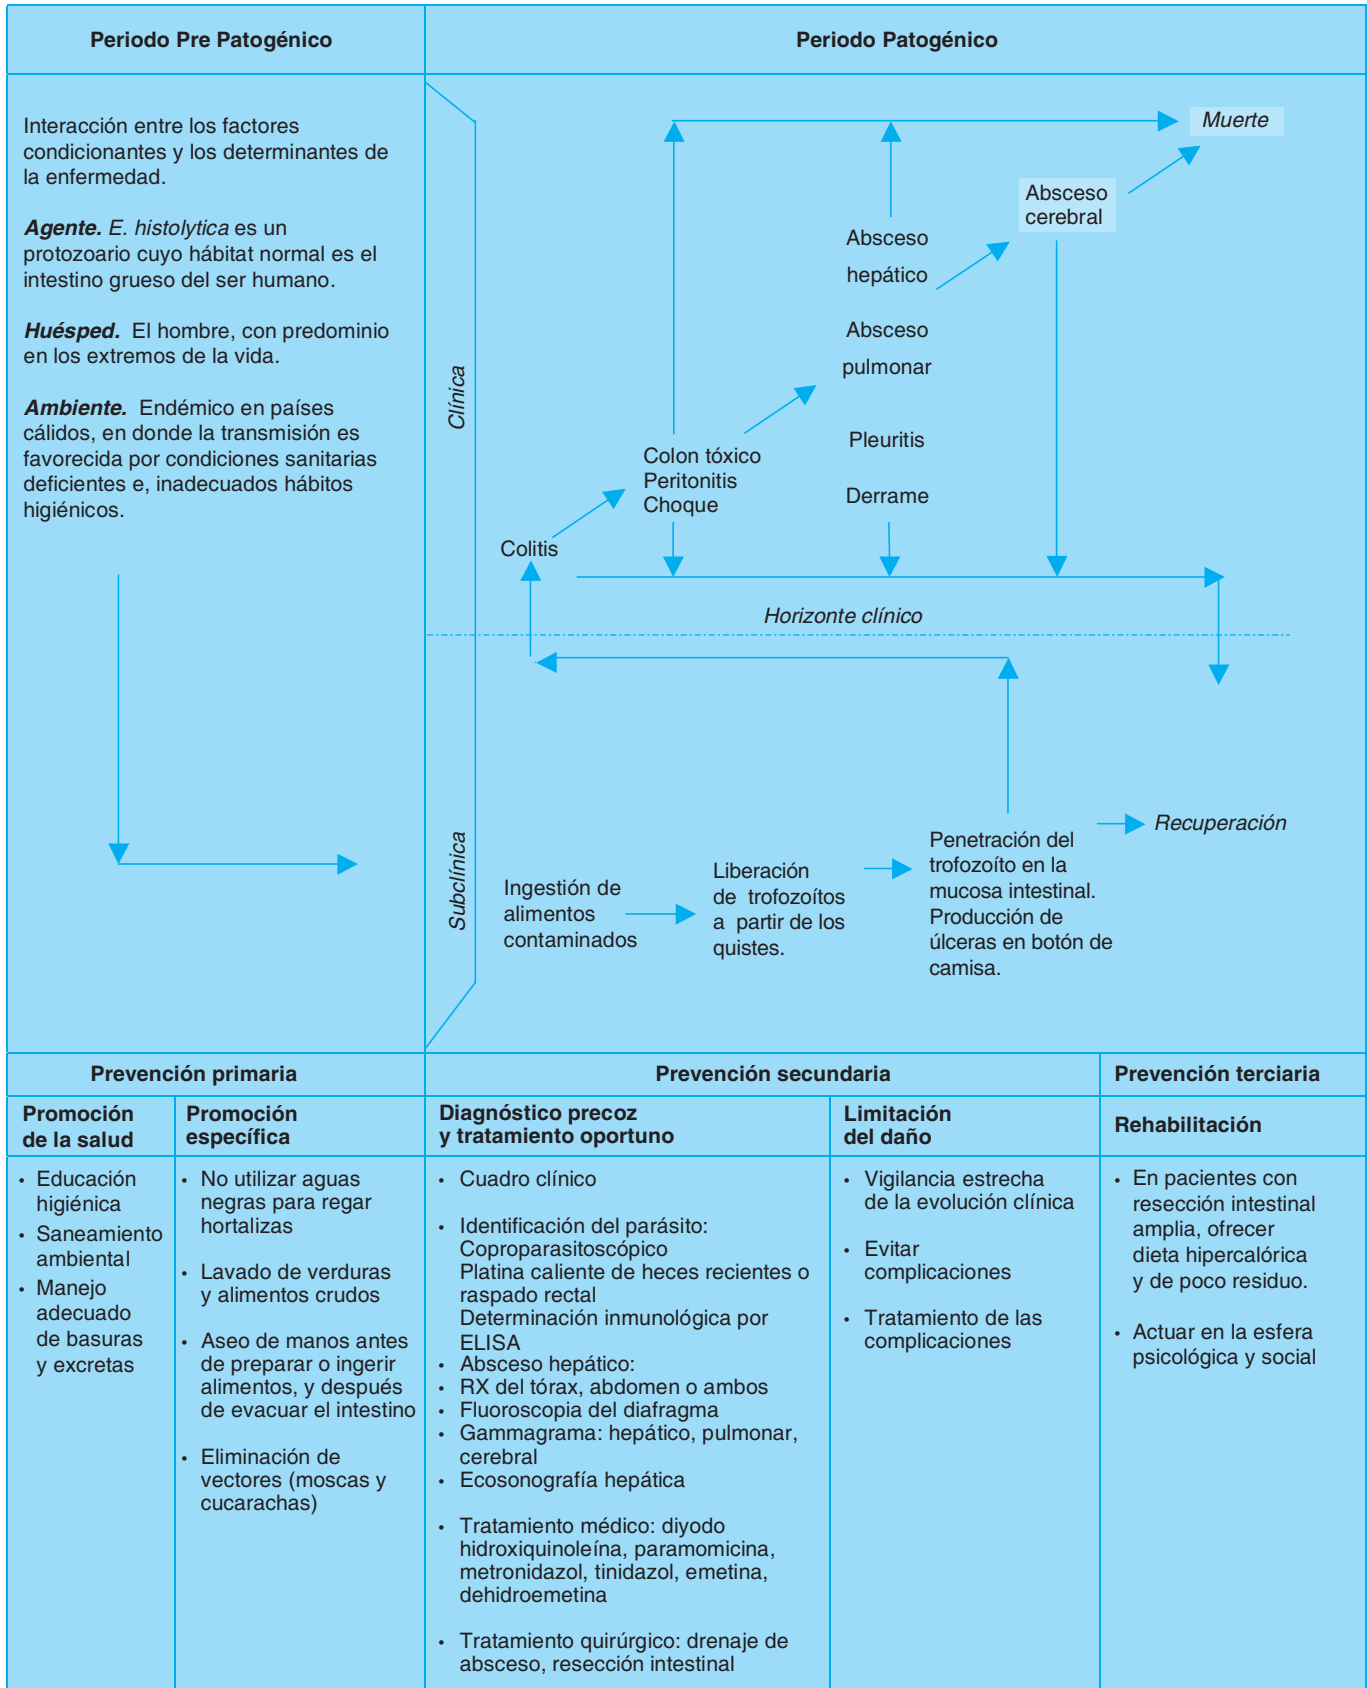 Periodo Pre Patogénico
Periodo Patogénico
Interacción entre los factores
condicionantes y los determinantes de
la enfermedad.
Agente. E. histolytica es un
protozoario cuyo hábitat normal es el
intestino grueso del ser humano.
Huésped. El hombre, con predominio
en los extremos de la vida.
Ambiente. Endémico en países
cálidos, en donde la transmisión es
favorecida por condiciones sanitarias
deficientes e, inadecuados hábitos
higiénicos.
Clínica
Subclínica
Muerte
Absceso
cerebral
Absceso
hepático
Absceso
pulmonar
Pleuritis
Derrame
Colon tóxico
Peritonitis
Choque
Colitis
Horizonte clínico
Ingestión de
alimentos
contaminados
Liberación
de trofozoítos
a partir de los
quistes.
Penetración del
trofozoíto en la
mucosa intestinal.
Producción de
úlceras en botón de
camisa.
Recuperación
Prevención primaria
Prevención secundaria
Prevención terciaria
Promoción
de la salud
Promoción
específica
Diagnóstico precoz
y tratamiento oportuno
Limitación
del daño
Rehabilitación
• Educación
higiénica
• Saneamiento
ambiental
• Manejo
adecuado
de basuras
y excretas
• No utilizar aguas
negras para regar
hortalizas
• Lavado de verduras
y alimentos crudos
• Aseo de manos antes
de preparar o ingerir
alimentos, y después
de evacuar el intestino
• Eliminación de
vectores (moscas y
cucarachas)
• Cuadro clínico
• Identificación del parásito:
Coproparasitoscópico
Platina caliente de heces recientes o
raspado rectal
Determinación inmunológica por
ELISA
• Absceso hepático:
• RX del tórax, abdomen o ambos
• Fluoroscopia del diafragma
• Gammagrama: hepático, pulmonar,
cerebral
• Ecosonografía hepática
• Tratamiento médico: diyodo
hidroxiquinoleína, paramomicina,
metronidazol, tinidazol, emetina,
dehidroemetina
• Tratamiento quirúrgico: drenaje de
absceso, resección intestinal
• Vigilancia estrecha
de la evolución clínica
• Evitar
complicaciones
• Tratamiento de las
complicaciones
• En pacientes con
resección intestinal
amplia, ofrecer
dieta hipercalórica
y de poco residuo.
• Actuar en la esfera
psicológica y social